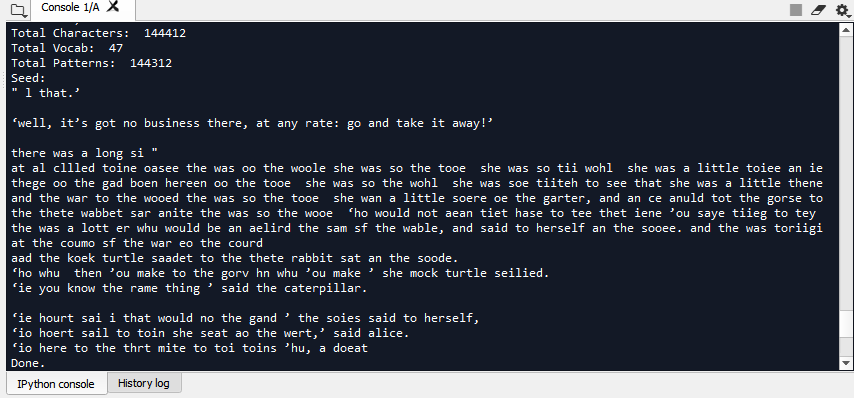 Console 1/A
Total Characters:  144412
Total Vocab:  47
Total Patterns:  144312
Seed:
" l that.’
‘well, it’s got no business there, at any rate: go and take it away!’
there was a long si "
at al cllled toine oasee the was oo the woole she was so the tooe  she was so tii wohl  she was a little toiee an ie
thege oo the gad boen hereen oo the tooe  she was so the wohl  she was soe tiiteh to see that she was a little thene
and the war to the wooed the was so the tooe  she wan a little soere oe the garter, and an ce anuld tot the gorse to
the thete wabbet sar anite the was so the wooe  ‘ho would not aean tiet hase to tee thet iene ’ou saye tiieg to tey
the was a lott er whu would be an aelird the sam sf the wable, and said to herself an the sooee. and the was toriigi
at the coumo sf the war eo the courd
aad the koek turtle saadet to the thete rabbit sat an the soode.
‘ho whu  then ’ou make to the gorv hn whu ’ou make ’ she mock turtle seilied.
‘ie you know the rame thing ’ said the caterpillar.
‘ie hourt sai i that would no the gand ’ the soies said to herself,
‘io hoert sail to toin she seat ao the wert,’ said alice.
‘io here to the thrt mite to toi toins ’hu, a doeat
Done.
IPython console
History log